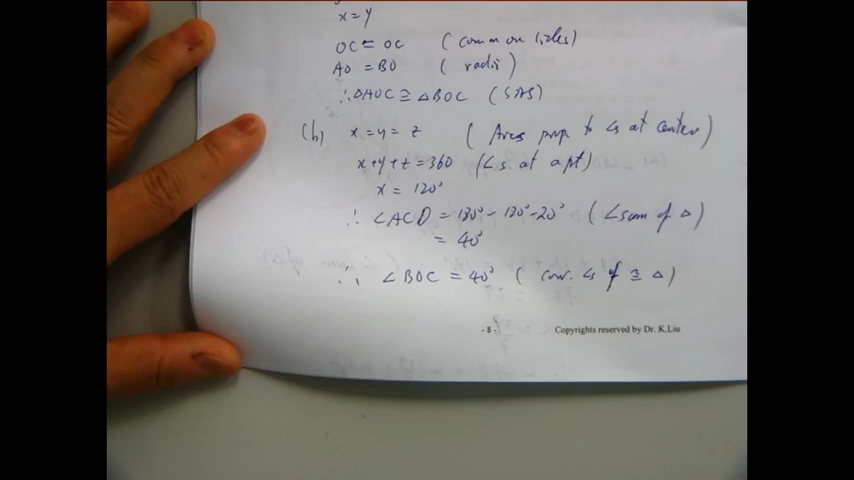 x = y
OC = OC (common sides)
AO = BO (radii)
∴ ΔAOC ≅ ΔBOC (SAS)
(b) x = y = z (Arcs prop to ∠s at center)
x + y + z = 360 (∠s at a pt)
x = 120°
∴ ∠ACO = 180° - 120° - 20° (∠sum of Δ)
= 40°
∴ ∠BOC = 40° (corr. ∠s of ≅ Δ)
- 8 - Copyrights reserved by Dr. K.Liu